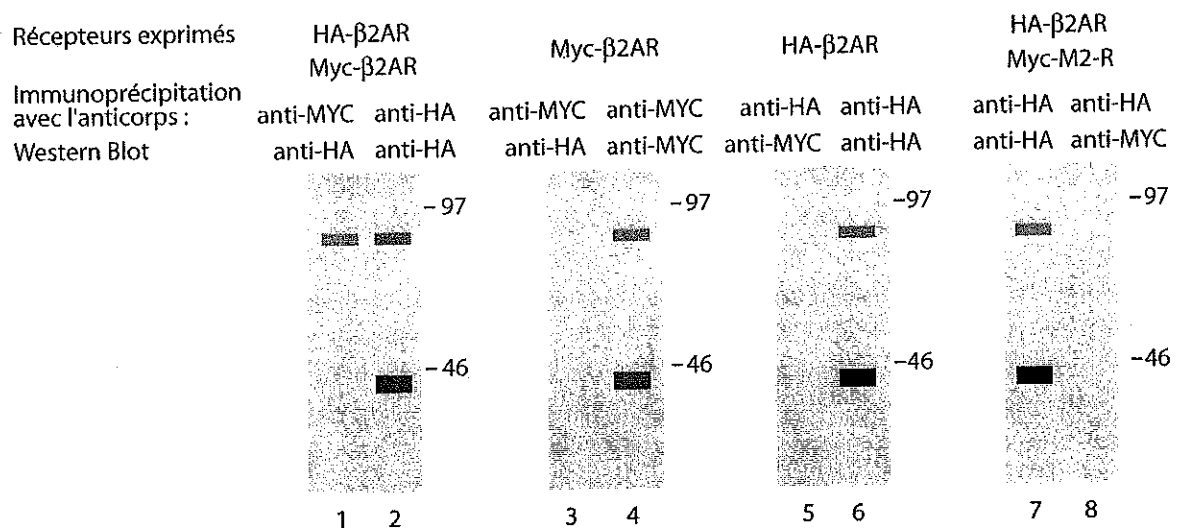 Récepteurs exprimés HA-β2AR Myc-β2AR HA-β2AR HA-β2AR
Myc-β2AR Myc-M2-R
Immunoprécipitation
avec l'anticorps : anti-MYC anti-HA anti-MYC anti-MYC anti-HA anti-HA anti-HA anti-HA
Western Blot anti-HA anti-HA anti-HA anti-MYC anti-MYC anti-HA anti-HA anti-MYC
–97 –97 –97 –97
–46 –46 –46 –46
1 2 3 4 5 6 7 8